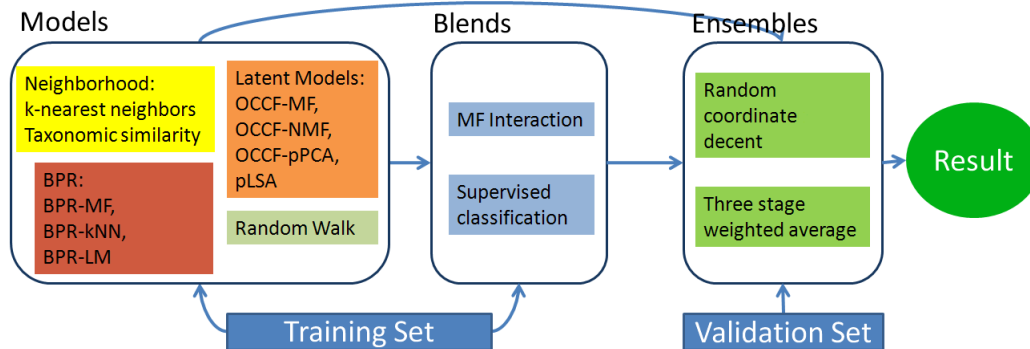 Models
Neighborhood:
k-nearest neighbors
Taxonomic similarity
BPR:
BPR-MF,
BPR-kNN,
BPR-LM
Latent Models:
OCCF-MF,
OCCF-NMF,
OCCF-pPCA,
pLSA
Random Walk
Blends
MF Interaction
Supervised
classification
Ensembles
Random
coordinate
decent
Three stage
weighted average
Result
Training Set
Validation Set